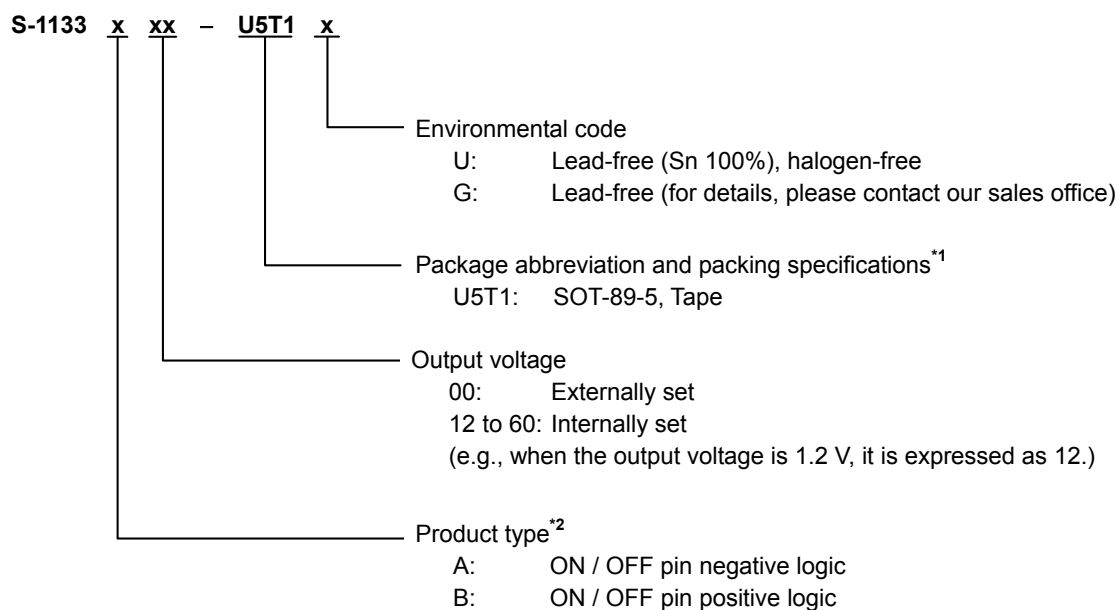 S-1133 x xx – U5T1 x
Environmental code
U: Lead-free (Sn 100%), halogen-free
G: Lead-free (for details, please contact our sales office)
Package abbreviation and packing specifications*1
U5T1: SOT-89-5, Tape
Output voltage
00: Externally set
12 to 60: Internally set
(e.g., when the output voltage is 1.2 V, it is expressed as 12.)
Product type*2
A: ON / OFF pin negative logic
B: ON / OFF pin positive logic